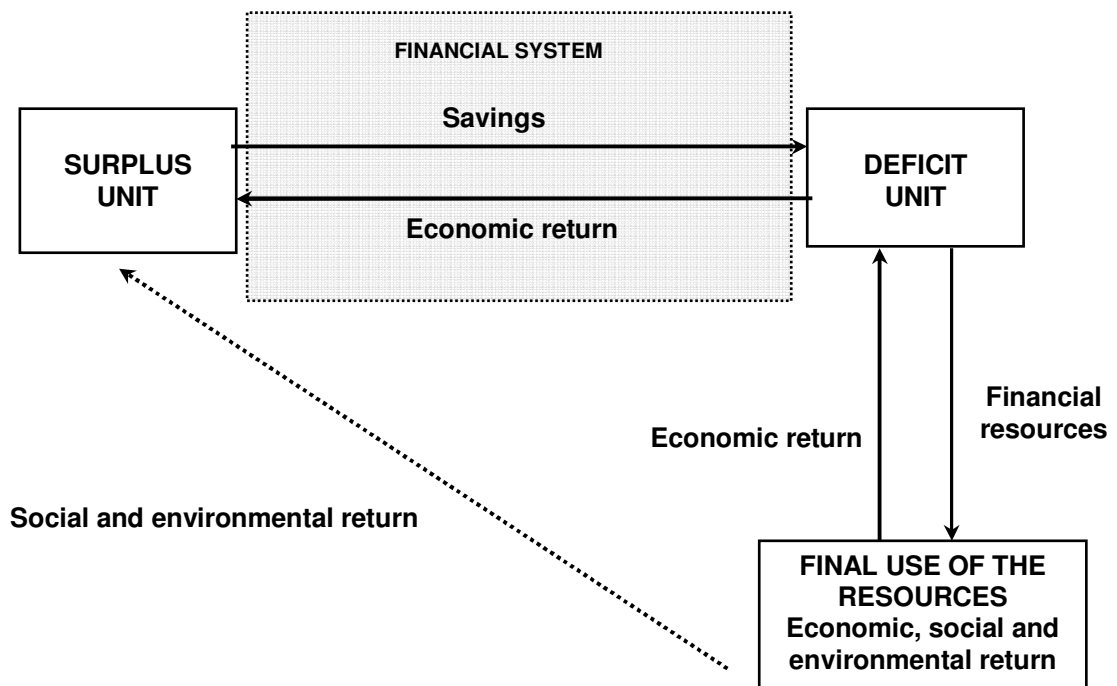 FINANCIAL SYSTEM
Savings
SURPLUS
UNIT
DEFICIT
UNIT
Economic return
Financial
resources
Economic return
Social and environmental return
FINAL USE OF THE
RESOURCES
Economic, social and
environmental return